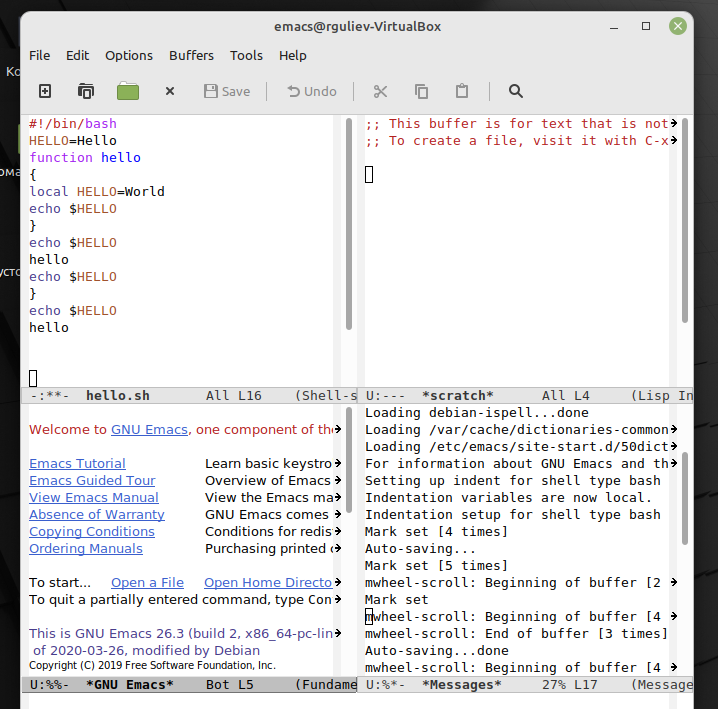 emacs@rguliev-VirtualBox
File Edit Options Buffers Tools Help
Save Undo
#!/bin/bash
HELLO=Hello
function hello
{
local HELLO=World
echo $HELLO
}
echo $HELLO
hello
echo $HELLO
}
echo $HELLO
hello
-:**- hello.sh All L16 (Shell-s
;; This buffer is for text that is not
;; To create a file, visit it with C-x
U:--- *scratch* All L4 (Lisp In
Welcome to GNU Emacs, one component of the
Emacs Tutorial Learn basic keystro
Emacs Guided Tour Overview of Emacs
View Emacs Manual View the Emacs ma
Absence of Warranty GNU Emacs comes
Copying Conditions Conditions for redis
Ordering Manuals Purchasing printed c
To start... Open a File Open Home Directo
To quit a partially entered command, type Con
This is GNU Emacs 26.3 (build 2, x86_64-pc-lin
of 2020-03-26, modified by Debian
Copyright (C) 2019 Free Software Foundation, Inc.
U:%%- *GNU Emacs* Bot L5 (Fundame
Loading debian-ispell...done
Loading /var/cache/dictionaries-common
Loading /etc/emacs/site-start.d/50dict
For information about GNU Emacs and th
Setting up indent for shell type bash
Indentation variables are now local.
Indentation setup for shell type bash
Mark set [4 times]
Auto-saving...
Mark set [5 times]
mwheel-scroll: Beginning of buffer [2
Mark set
mwheel-scroll: Beginning of buffer [4
mwheel-scroll: End of buffer [3 times]
Auto-saving...done
mwheel-scroll: Beginning of buffer [4
U:%*- *Messages* 27% L17 (Message
Ко
ома
усто